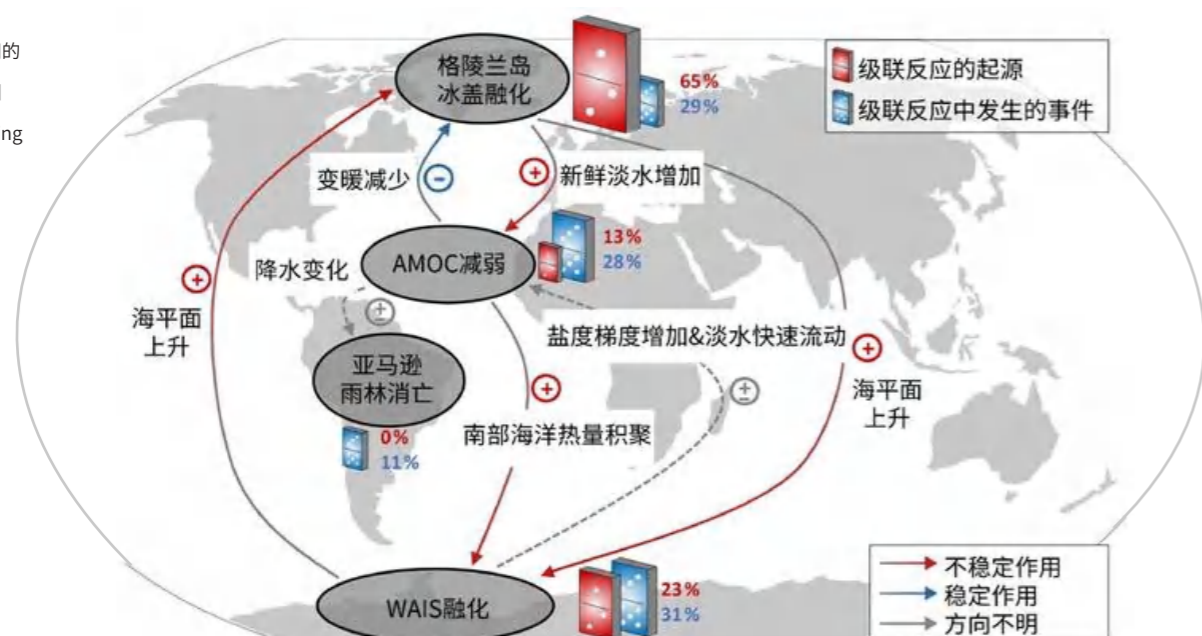 的
ng
格陵兰岛
冰盖融化
65%
29%
级联反应的起源
级联反应中发生的事件
变暖减少
-
+
新鲜淡水增加
AMOC减弱
13%
28%
降水变化
±
+
海平面
上升
亚马逊
雨林消亡
0%
11%
盐度梯度增加&淡水快速流动
+
海平面
上升
±
+
南部海洋热量积聚
WAIS融化
23%
31%
不稳定作用
稳定作用
方向不明